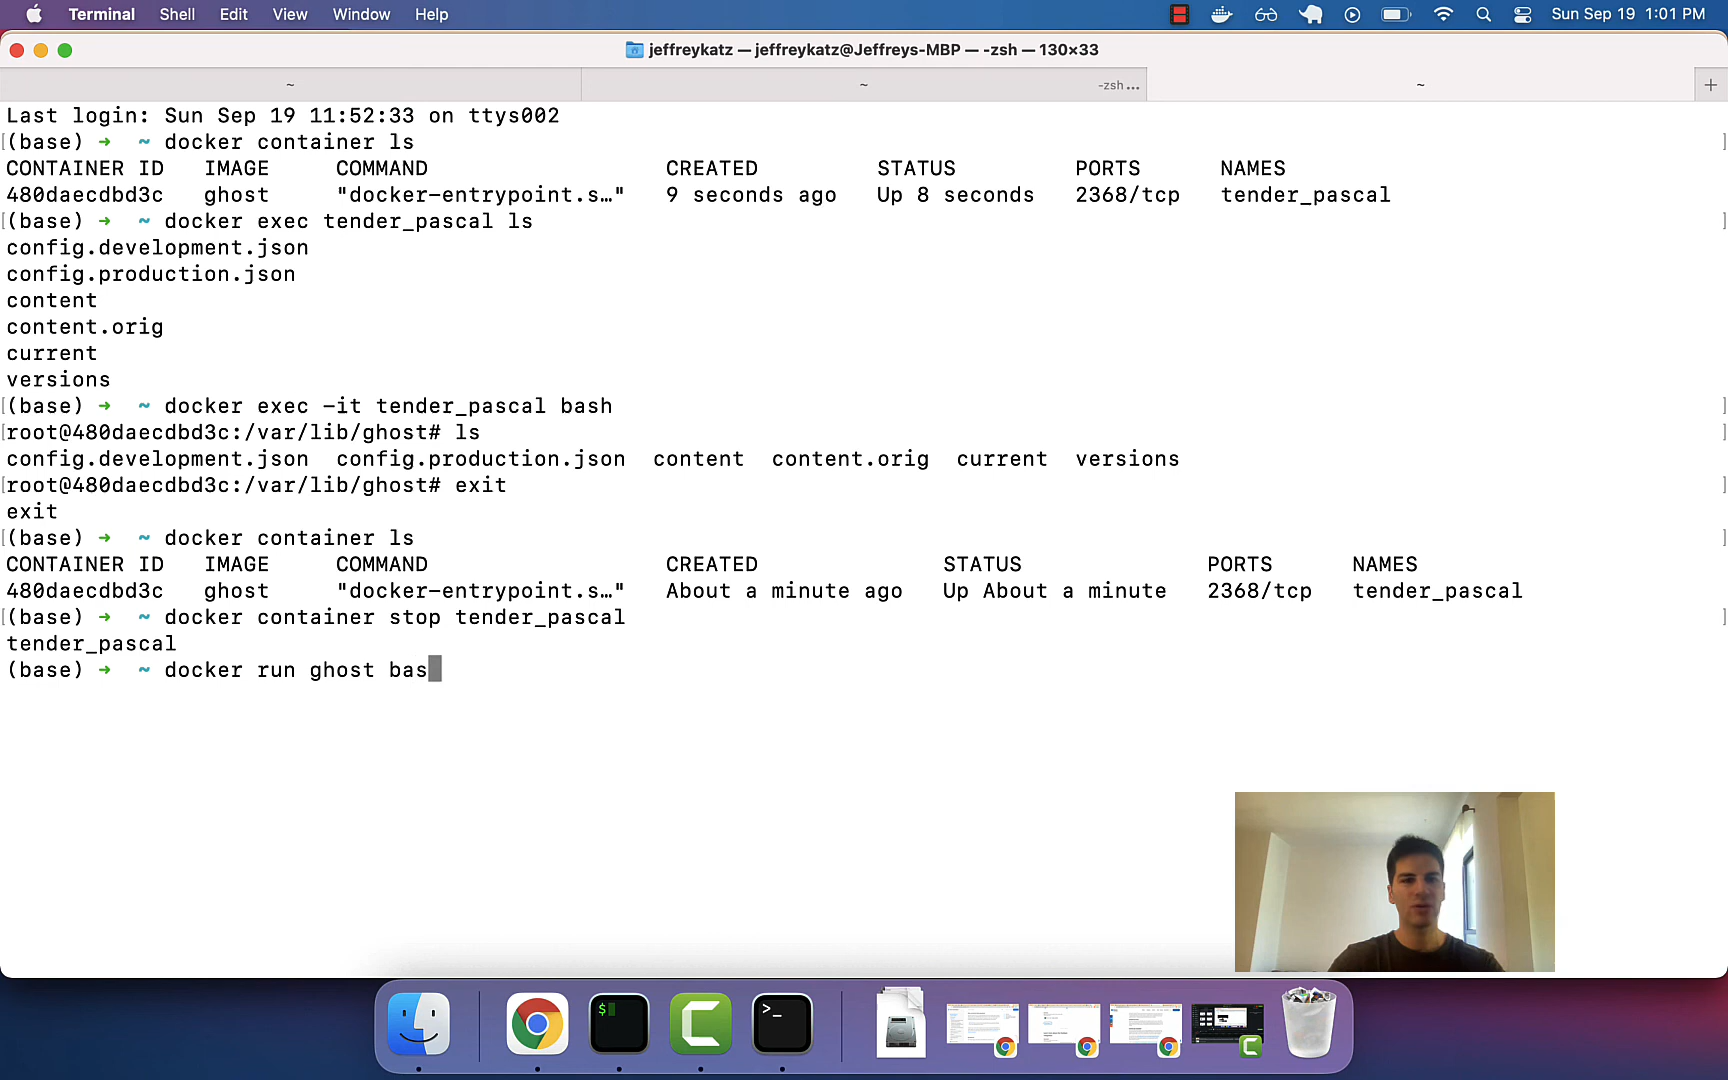 Terminal Shell Edit View Window Help Sun Sep 19 1:01 PM
jeffreykatz — jeffreykatz@Jeffreys-MBP — -zsh — 130×33
~ ~ -zsh ... ~ +
Last login: Sun Sep 19 11:52:33 on ttys002
[(base) ➜ ~ docker container ls ]
CONTAINER ID IMAGE COMMAND CREATED STATUS PORTS NAMES
480daecdbd3c ghost "docker-entrypoint.s…" 9 seconds ago Up 8 seconds 2368/tcp tender_pascal
[(base) ➜ ~ docker exec tender_pascal ls ]
config.development.json
config.production.json
content
content.orig
current
versions
[(base) ➜ ~ docker exec -it tender_pascal bash ]
[root@480daecdbd3c:/var/lib/ghost# ls ]
config.development.json config.production.json content content.orig current versions
[root@480daecdbd3c:/var/lib/ghost# exit ]
exit
[(base) ➜ ~ docker container ls ]
CONTAINER ID IMAGE COMMAND CREATED STATUS PORTS NAMES
480daecdbd3c ghost "docker-entrypoint.s…" About a minute ago Up About a minute 2368/tcp tender_pascal
[(base) ➜ ~ docker container stop tender_pascal ]
tender_pascal
(base) ➜ ~ docker run ghost bas
$
>_